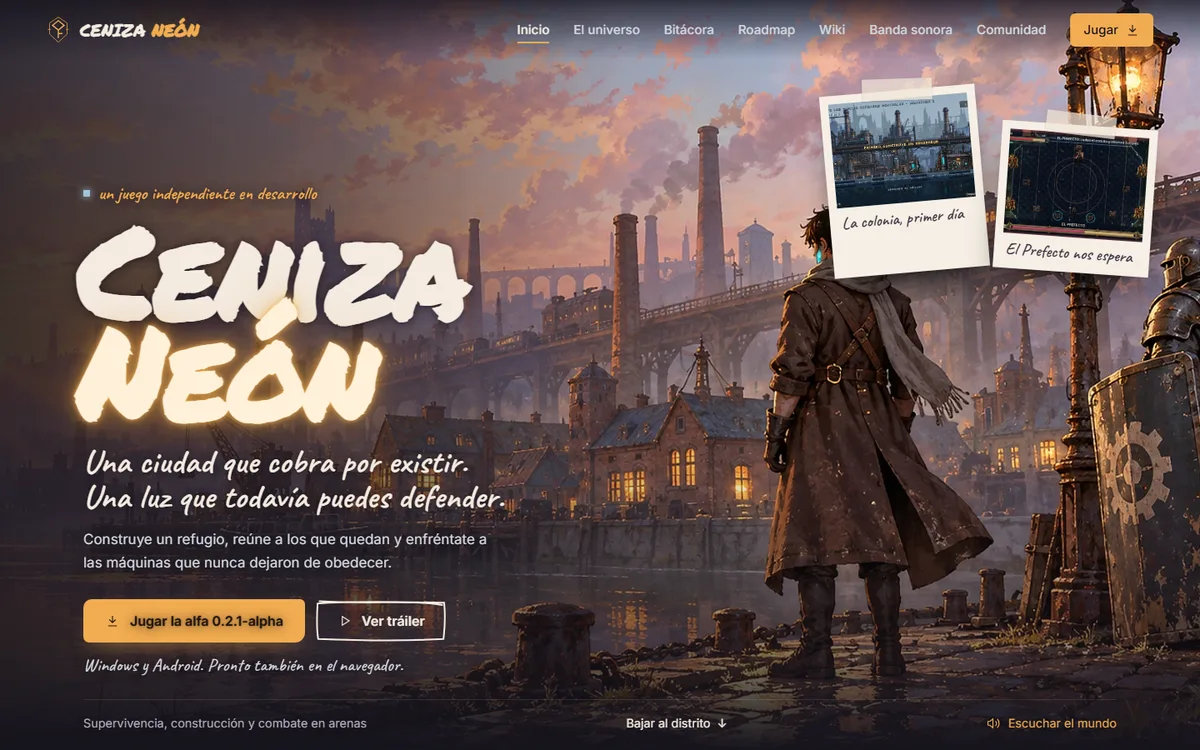 CENIZA NEÓN
Inicio
El universo
Bitácora
Roadmap
Wiki
Banda sonora
Comunidad
Jugar
La colonia, primer día
EL PREFECTO
El Prefecto nos espera
un juego independiente en desarrollo
CENIZA
NEÓN
Una ciudad que cobra por existir.
Una luz que todavía puedes defender.
Construye un refugio, reúne a los que quedan y enfréntate a
las máquinas que nunca dejaron de obedecer.
Jugar la alfa 0.2.1-alpha
Ver tráiler
Windows y Android. Pronto también en el navegador.
Supervivencia, construcción y combate en arenas
Bajar al distrito
Escuchar el mundo